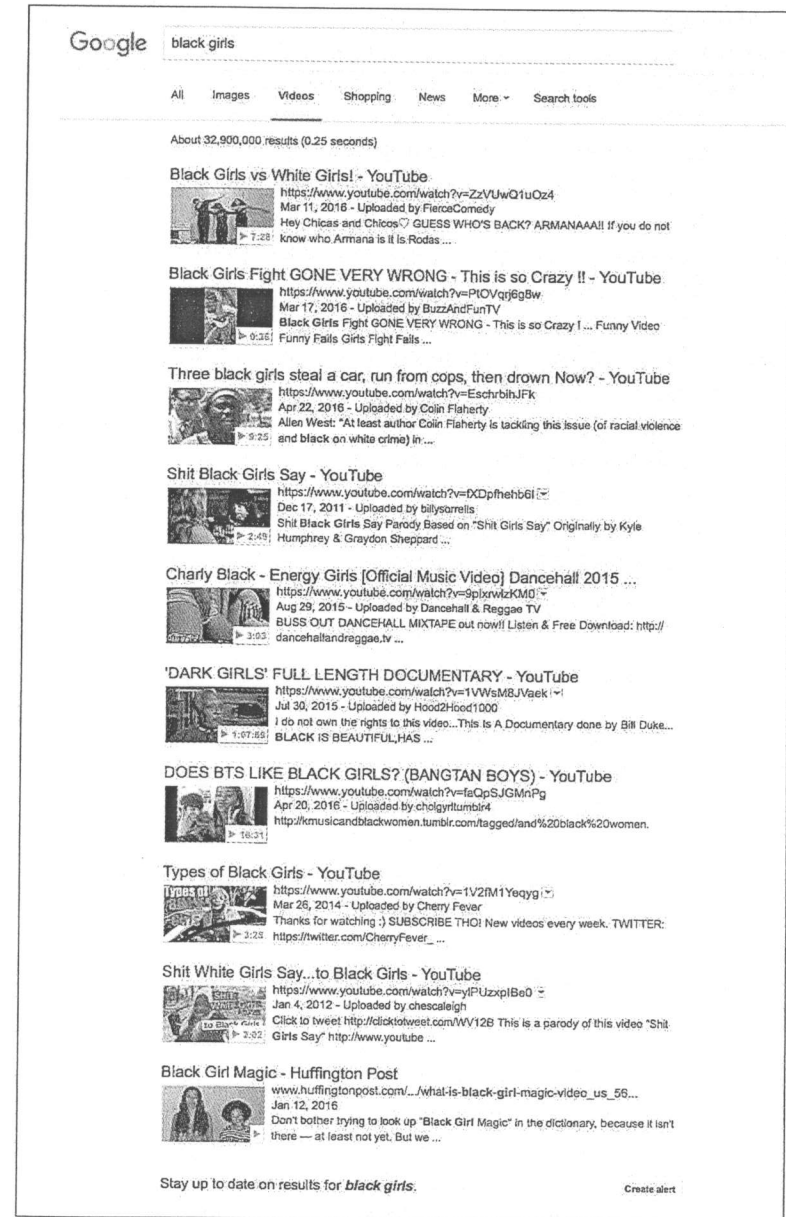 Google black girls
All Images Videos Shopping News More Search tools
About 32,900,000 results (0.25 seconds)
Black Girls vs White Girls! - YouTube
https://www.youtube.com/watch?v=ZzVUwQ1uOz4
Mar 11, 2016 - Uploaded by FierceComedy
Hey Chicas and Chicos♡ GUESS WHO'S BACK? ARMANAAA!! If you do not
7:28 know who Armana is it is Rodas ...
Black Girls Fight GONE VERY WRONG - This is so Crazy !! - YouTube
https://www.youtube.com/watch?v=PtOVqrj6g8w
Mar 17, 2016 - Uploaded by BuzzAndFunTV
Black Girls Fight GONE VERY WRONG - This is so Crazy ! ... Funny Video
Funny Fails Girls Fight Fails ...
Three black girls steal a car, run from cops, then drown Now? - YouTube
https://www.youtube.com/watch?v=EschrbihJFk
Apr 22, 2016 - Uploaded by Colin Flaherty
Allen West: "At least author Colin Flaherty is tackling this issue (of racial violence
9:25 and black on white crime) in ...
Shit Black Girls Say - YouTube
https://www.youtube.com/watch?v=fXDpfhehb6I
Dec 17, 2011 - Uploaded by billysorrells
Shit Black Girls Say Parody Based on "Shit Girls Say" Originally by Kyle
2:49 Humphrey & Graydon Sheppard ...
Charly Black - Energy Girls [Official Music Video] Dancehall 2015 ...
https://www.youtube.com/watch?v=9plxrwizKM0
Aug 29, 2015 - Uploaded by Dancehall & Reggae TV
BUSS OUT DANCEHALL MIXTAPE out now!! Listen & Free Download: http://
3:03 dancehallandreggae.tv ...
'DARK GIRLS' FULL LENGTH DOCUMENTARY - YouTube
https://www.youtube.com/watch?v=1VWsM8JVaek
Jul 30, 2015 - Uploaded by Hood2Hood1000
I do not own the rights to this video...This Is A Documentary done by Bill Duke...
BLACK IS BEAUTIFUL,HAS ...
DOES BTS LIKE BLACK GIRLS? (BANGTAN BOYS) - YouTube
https://www.youtube.com/watch?v=faQpSJGMnPg
Apr 20, 2016 - Uploaded by cholgyrltumblr4
http://kmusicandblackwomen.tumblr.com/tagged/and%20black%20women.
16:31
Types of Black Girls - YouTube
https://www.youtube.com/watch?v=1V2fM1Yeqyg
Mar 26, 2014 - Uploaded by Cherry Fever
Thanks for watching :) SUBSCRIBE THO! New videos every week. TWITTER:
https://twitter.com/CherryFever_ ...
Shit White Girls Say...to Black Girls - YouTube
https://www.youtube.com/watch?v=ylPUzxpIBe0
Jan 4, 2012 - Uploaded by chescaleigh
Click to tweet http://clicktotweet.com/WV12B This is a parody of this video "Shit
2:02 Girls Say" http://www.youtube ...
Black Girl Magic - Huffington Post
www.huffingtonpost.com/.../what-is-black-girl-magic-video_us_56...
Jan 12, 2016
Don't bother trying to look up "Black Girl Magic" in the dictionary, because it isn't
there — at least not yet. But we ...
Stay up to date on results for black girls. Create alert